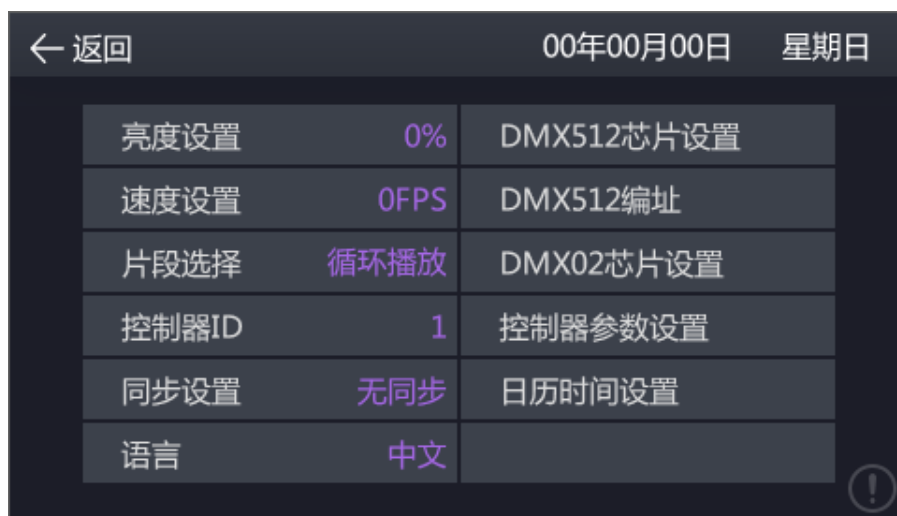 返回 00年00月00日 星期日
亮度设置 0% DMX512芯片设置
速度设置 0FPS DMX512编址
片段选择 循环播放 DMX02芯片设置
控制器ID 1 控制器参数设置
同步设置 无同步 日历时间设置
语言 中文